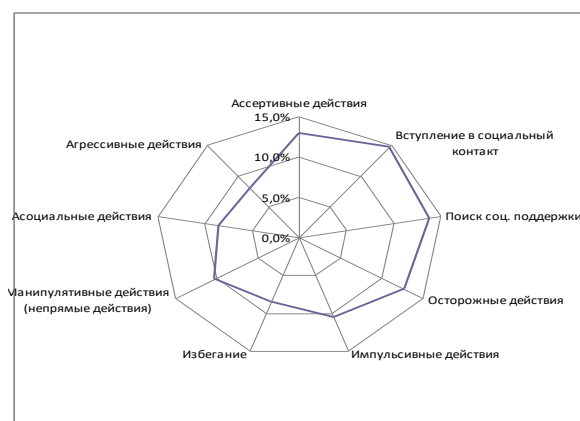 Ассертивные действия
15,0%
Вступление в социальный
контакт
Агрессивные действия
10,0%
5,0%
Асоциальные действия
Поиск соц. поддержки
0,0%
Манипулятивные действия
(непрямые действия)
Осторожные действия
Избегание
Импульсивные действия